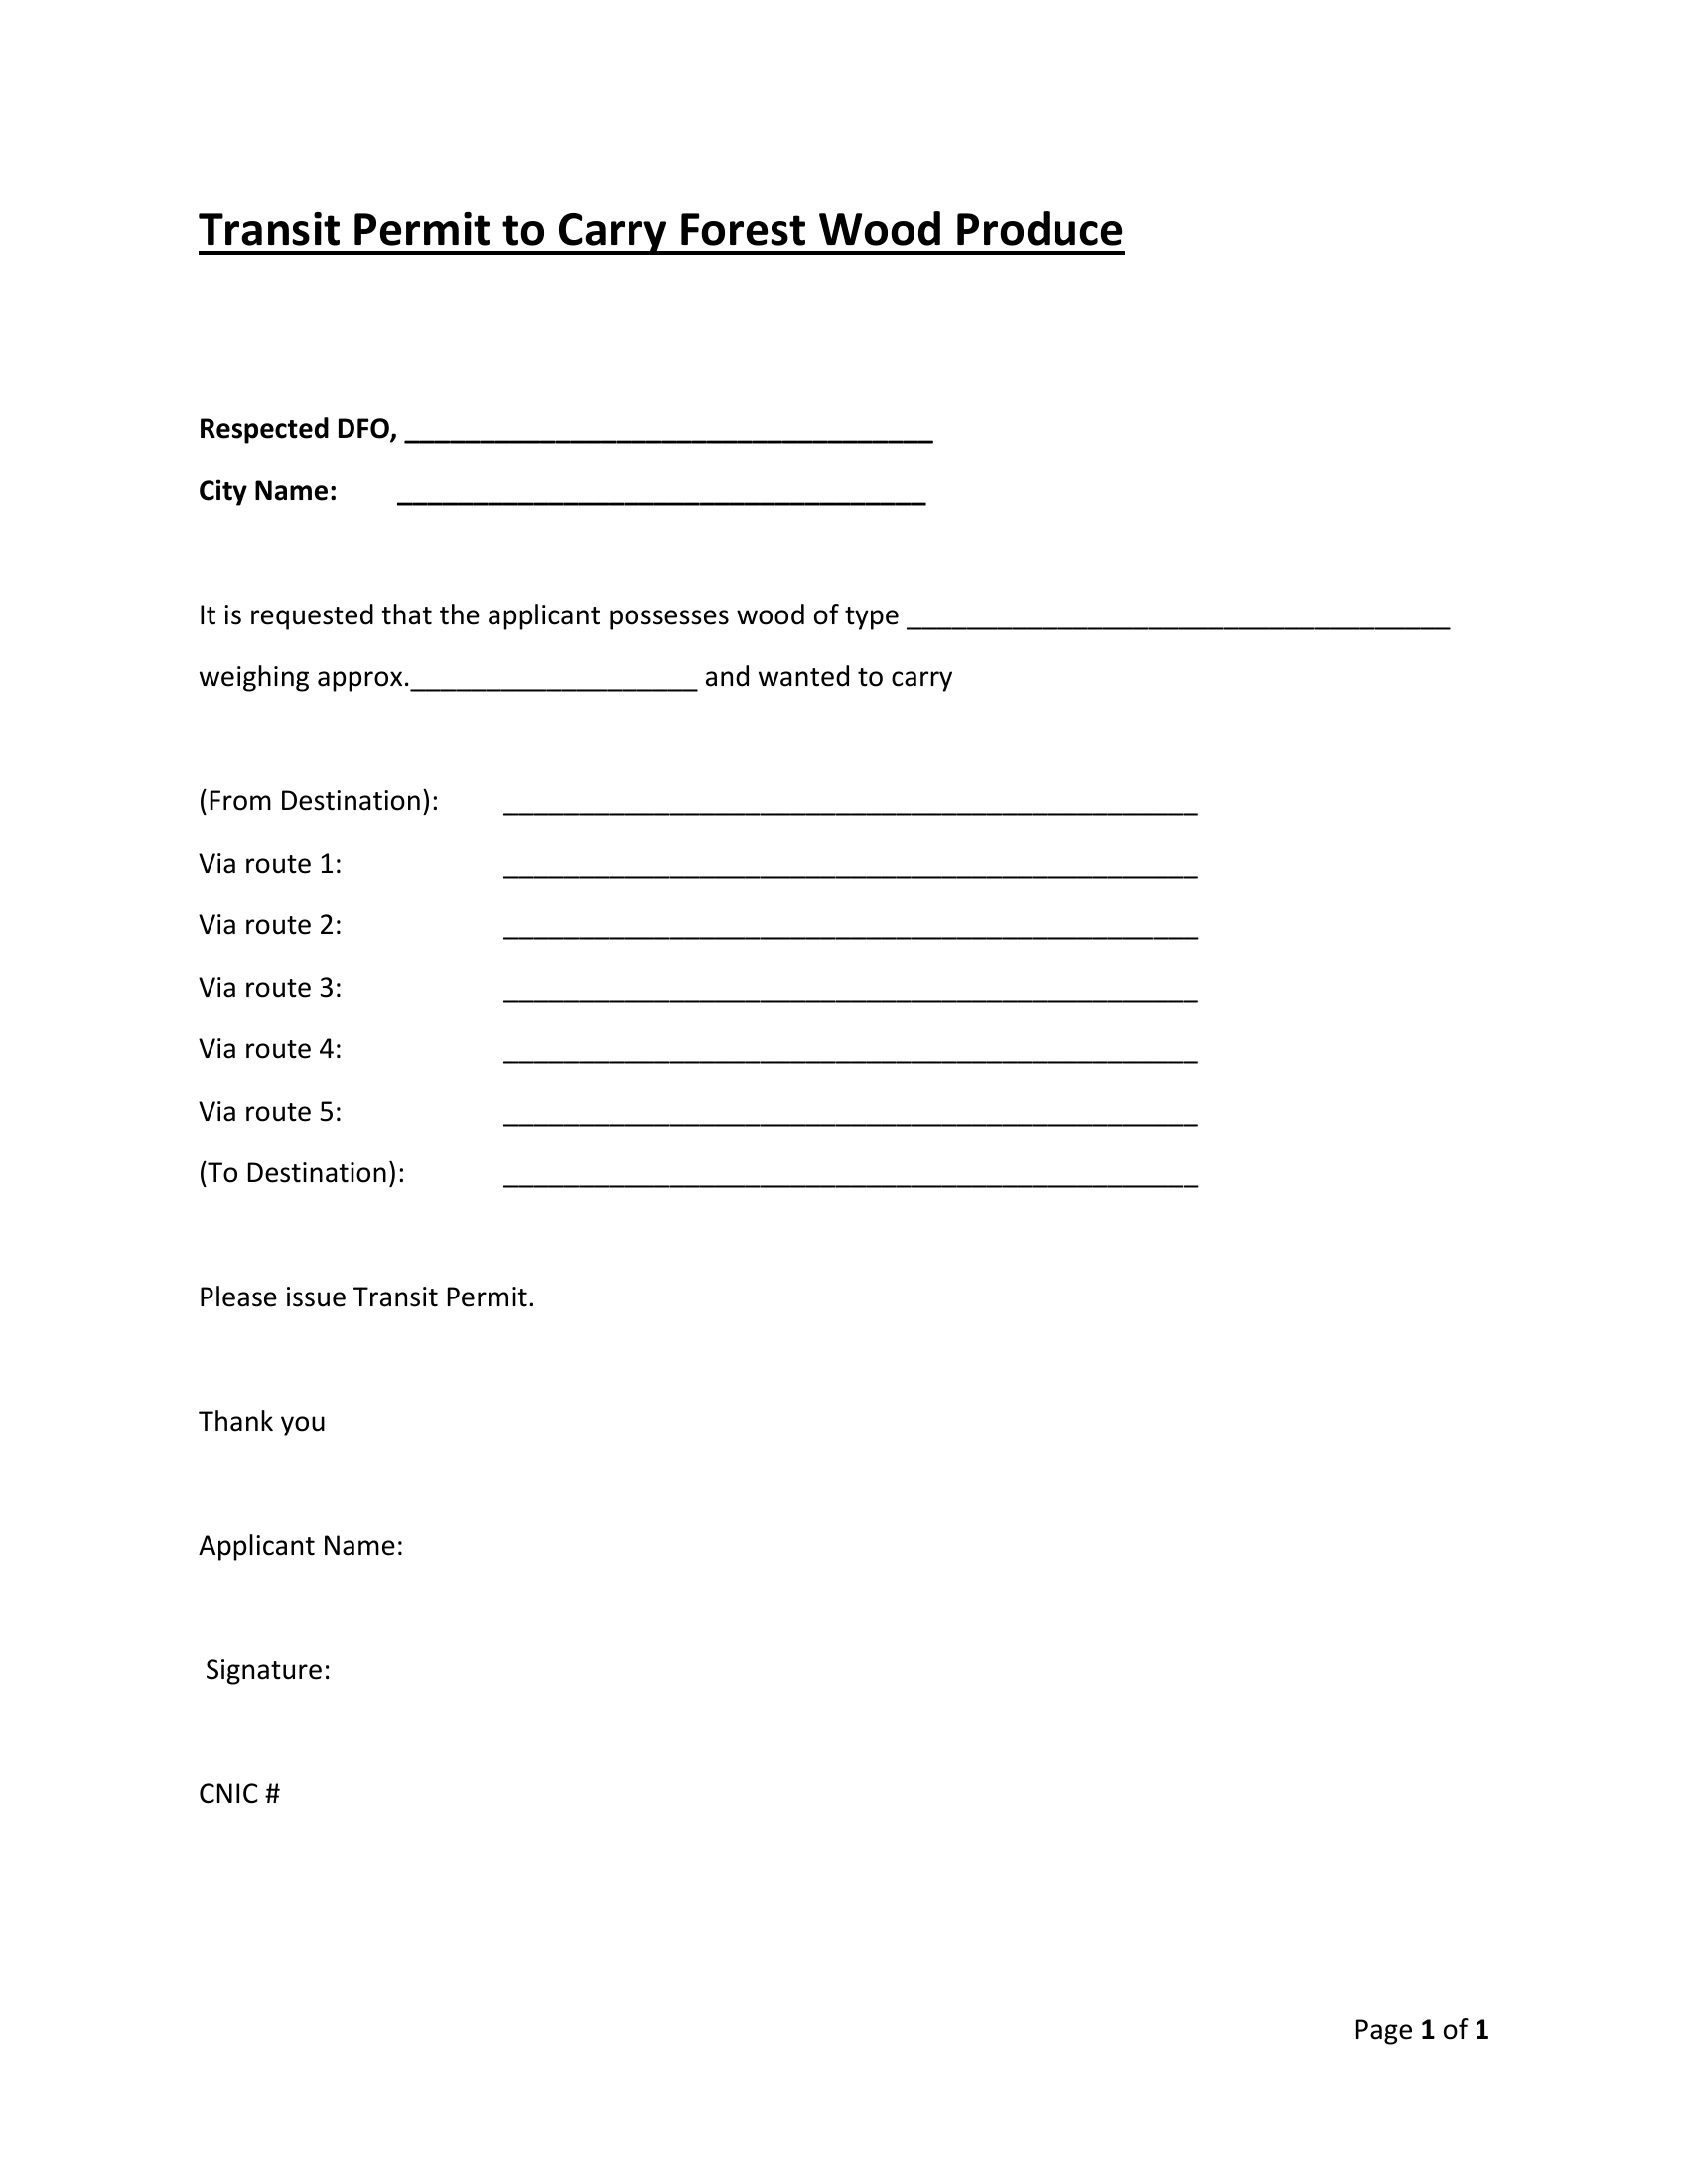 Transit Permit to Carry Forest Wood Produce
Respected DFO, ___________________________________
City Name: ___________________________________
It is requested that the applicant possesses wood of type ____________________________________
weighing approx.___________________ and wanted to carry
(From Destination): ______________________________________________
Via route 1: ______________________________________________
Via route 2: ______________________________________________
Via route 3: ______________________________________________
Via route 4: ______________________________________________
Via route 5: ______________________________________________
(To Destination): ______________________________________________
Please issue Transit Permit.
Thank you
Applicant Name:
Signature:
CNIC #
Page 1 of 1